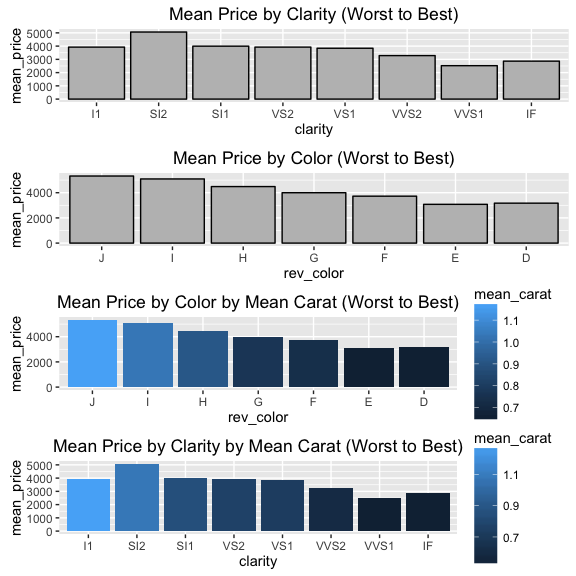 Mean Price by Clarity (Worst to Best)
mean_price
5000
4000
3000
2000
1000
0
I1 SI2 SI1 VS2 VS1 VVS2 VVS1 IF
clarity
Mean Price by Color (Worst to Best)
mean_price
4000
2000
0
J I H G F E D
rev_color
Mean Price by Color by Mean Carat (Worst to Best)
mean_price
4000
2000
0
J I H G F E D
rev_color
mean_carat
1.1
1.0
0.9
0.8
0.7
Mean Price by Clarity by Mean Carat (Worst to Best)
mean_price
5000
4000
3000
2000
1000
0
I1 SI2 SI1 VS2 VS1 VVS2 VVS1 IF
clarity
mean_carat
1.1
0.9
0.7